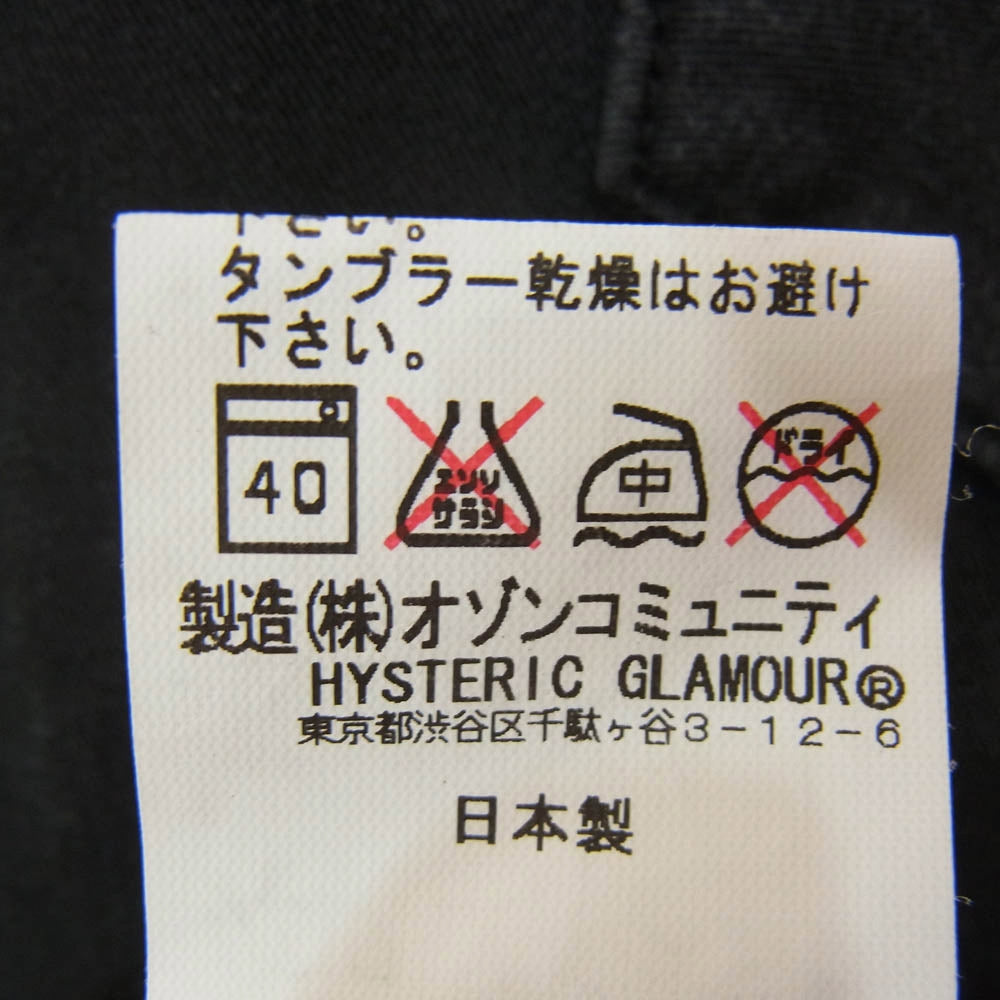 下さい。
タンブラー乾燥はお避け
下さい。
40
エンソ
サラシ
中
ドライ
製造(株)オゾンコミュニティ
HYSTERIC GLAMOUR®
東京都渋谷区千駄ヶ谷3-12-6
日本製